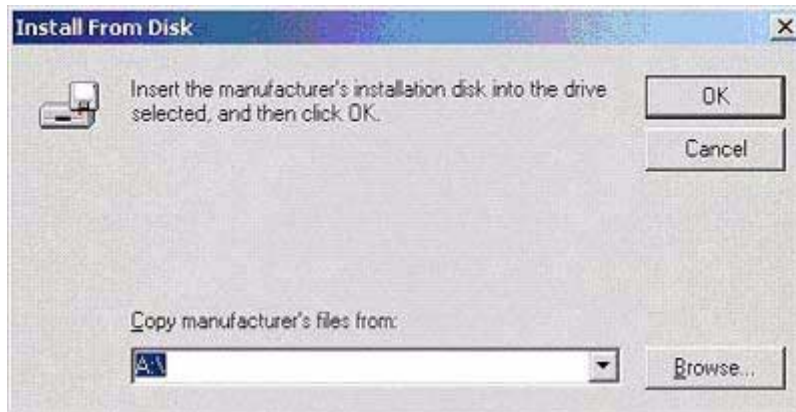 Install From Disk
Insert the manufacturer's installation disk into the drive
selected, and then click OK.
OK
Cancel
Copy manufacturer's files from:
A:\
Browse...